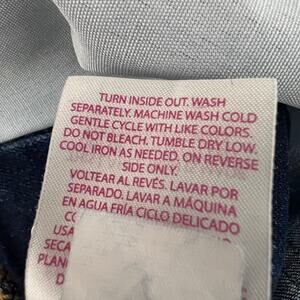 TURN INSIDE OUT. WASH
SEPARATELY. MACHINE WASH COLD
GENTLE CYCLE WITH LIKE COLORS.
DO NOT BLEACH. TUMBLE DRY LOW.
COOL IRON AS NEEDED. ON REVERSE
SIDE ONLY.
VOLTEAR AL REVÉS. LAVAR POR
SEPARADO. LAVAR A MÁQUINA
EN AGUA FRIA CICLO DELICADO